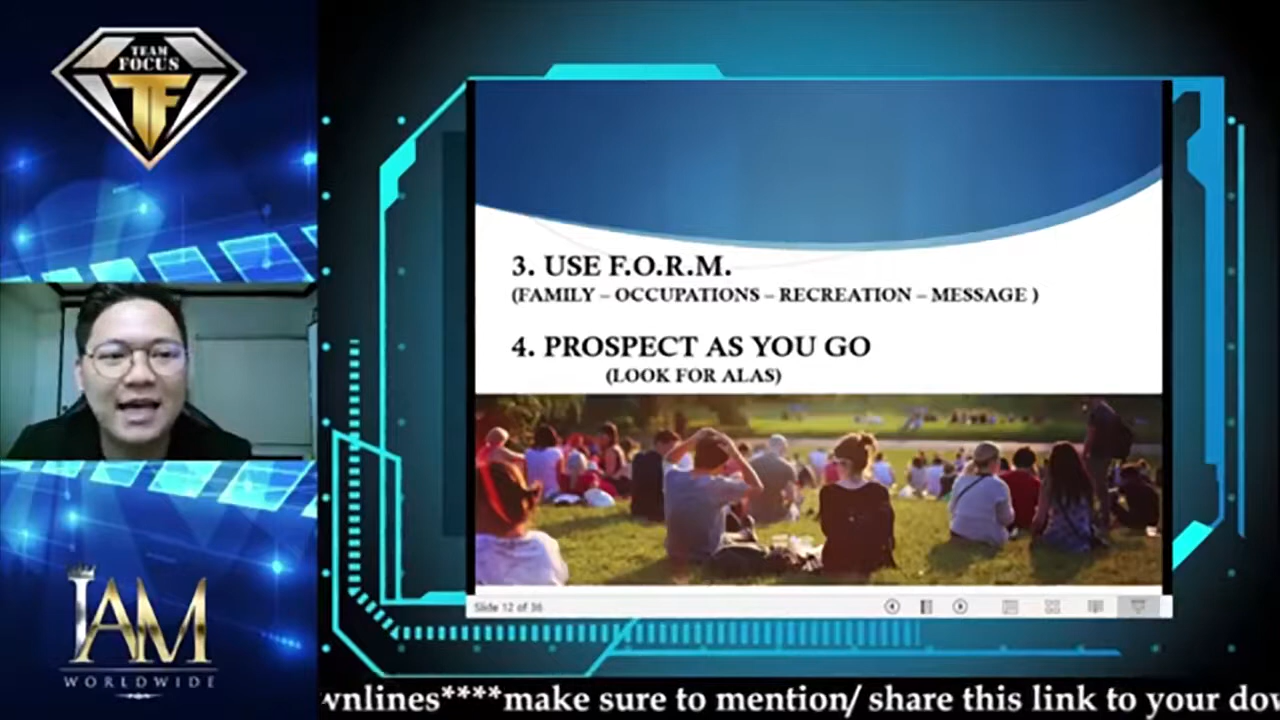 TEAM
FOCUS
TF
3. USE F.O.R.M.
(FAMILY – OCCUPATIONS – RECREATION – MESSAGE )
4. PROSPECT AS YOU GO
(LOOK FOR ALAS)
Slide 12 of 36
IAM
WORLDWIDE
wnlines****make sure to mention/ share this link to your dow